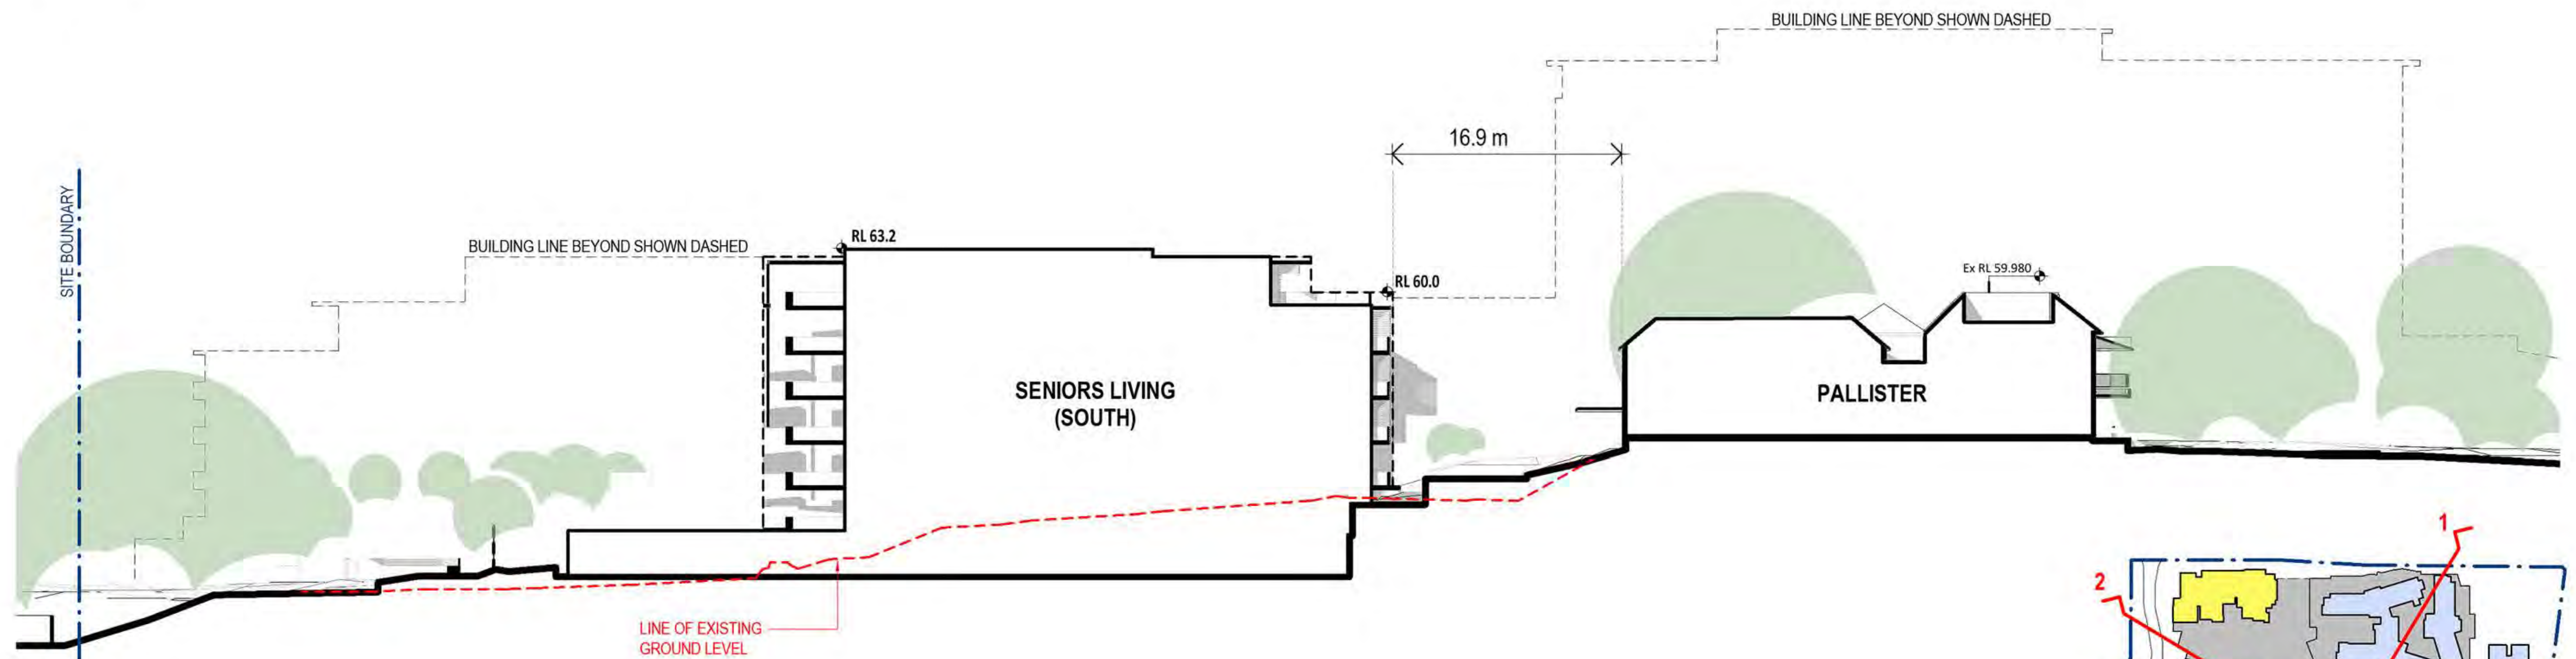 BUILDING LINE BEYOND SHOWN DASHED
16.9 m
SITE BOUNDARY
BUILDING LINE BEYOND SHOWN DASHED
RL 63.2
RL 60.0
Ex RL 59.980
SENIORS LIVING
(SOUTH)
PALLISTER
LINE OF EXISTING
GROUND LEVEL
1
2